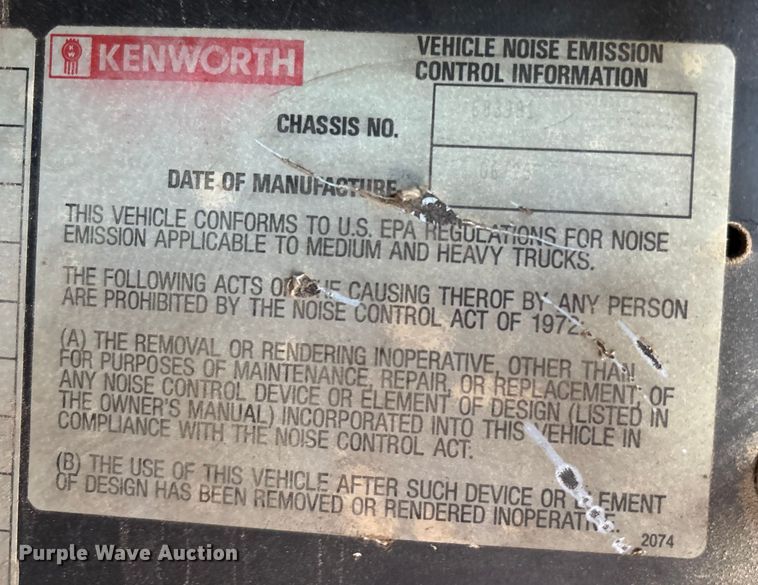 KENWORTH
VEHICLE NOISE EMISSION
CONTROL INFORMATION
CHASSIS NO.
DATE OF MANUFACTURE
THIS VEHICLE CONFORMS TO U.S. EPA REGULATIONS FOR NOISE
EMISSION APPLICABLE TO MEDIUM AND HEAVY TRUCKS.
THE FOLLOWING ACTS CAUSING THEROF BY ANY PERSON
ARE PROHIBITED BY THE NOISE CONTROL ACT OF 1972.
(A) THE REMOVAL OR RENDERING INOPERATIVE, OTHER THAN
FOR PURPOSES OF MAINTENANCE, REPAIR, OR REPLACEMENT, OF
ANY NOISE CONTROL DEVICE OR ELEMENT OF DESIGN (LISTED IN
THE OWNER'S MANUAL) INCORPORATED INTO THIS VEHICLE IN
COMPLIANCE WITH THE NOISE CONTROL ACT.
(B) THE USE OF THIS VEHICLE AFTER SUCH DEVICE OR ELEMENT
OF DESIGN HAS BEEN REMOVED OR RENDERED INOPERATIVE.
2074
Purple Wave Auction